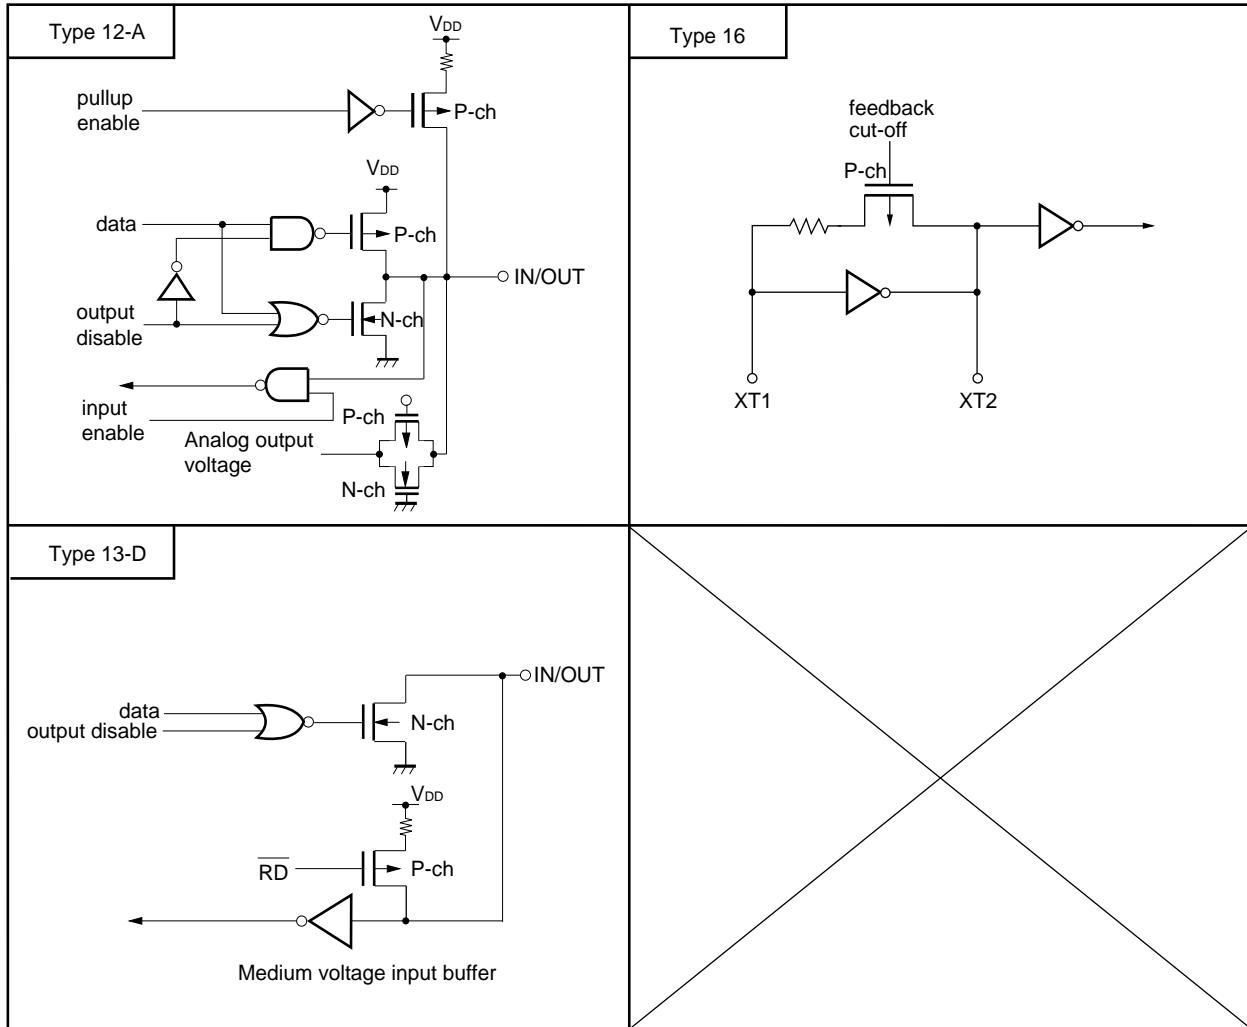 Type 12-A
VDD
pullup
enable
P-ch
VDD
data
P-ch
IN/OUT
output
disable
N-ch
input
enable
P-ch
Analog output
voltage
N-ch
Type 16
feedback
cut-off
P-ch
XT1
XT2
Type 13-D
IN/OUT
data
output disable
N-ch
VDD
RD
P-ch
Medium voltage input buffer